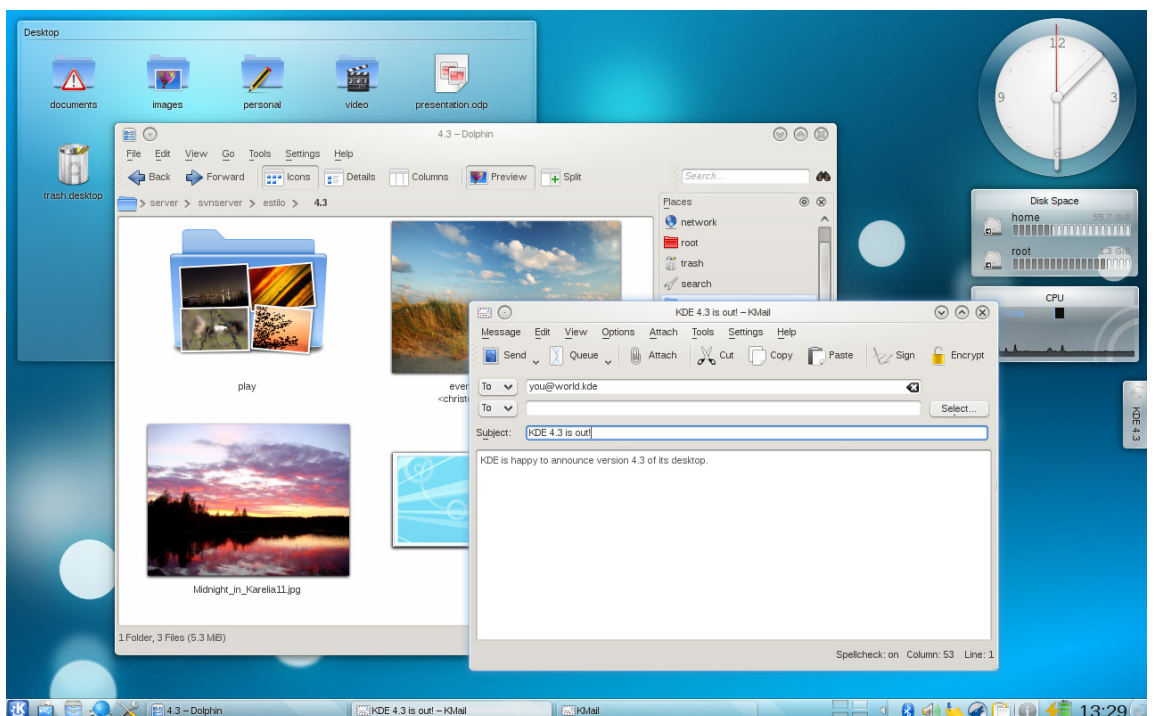 Desktop
documents
images
personal
video
presentation.odp
trash.desktop
4.3 – Dolphin
File Edit View Go Tools Settings Help
Back Forward Icons Details Columns Preview Split Search...
server > svnserver > estilo > 4.3
Places
network
root
trash
search
play
Midnight_in_Karelia11.jpg
1 Folder, 3 Files (5.3 MiB)
KDE 4.3 is out! – KMail
Message Edit View Options Attach Tools Settings Help
Send Queue Attach Cut Copy Paste Sign Encrypt
To you@world.kde
To Select...
Subject: KDE 4.3 is out!
KDE is happy to announce version 4.3 of its desktop.
Spellcheck: on Column: 53 Line: 1
12
3
6
9
Disk Space
home 55.7 GiB
root
CPU
KDE 4.3
4.3 – Dolphin
KDE 4.3 is out! – KMail
KMail
13:29